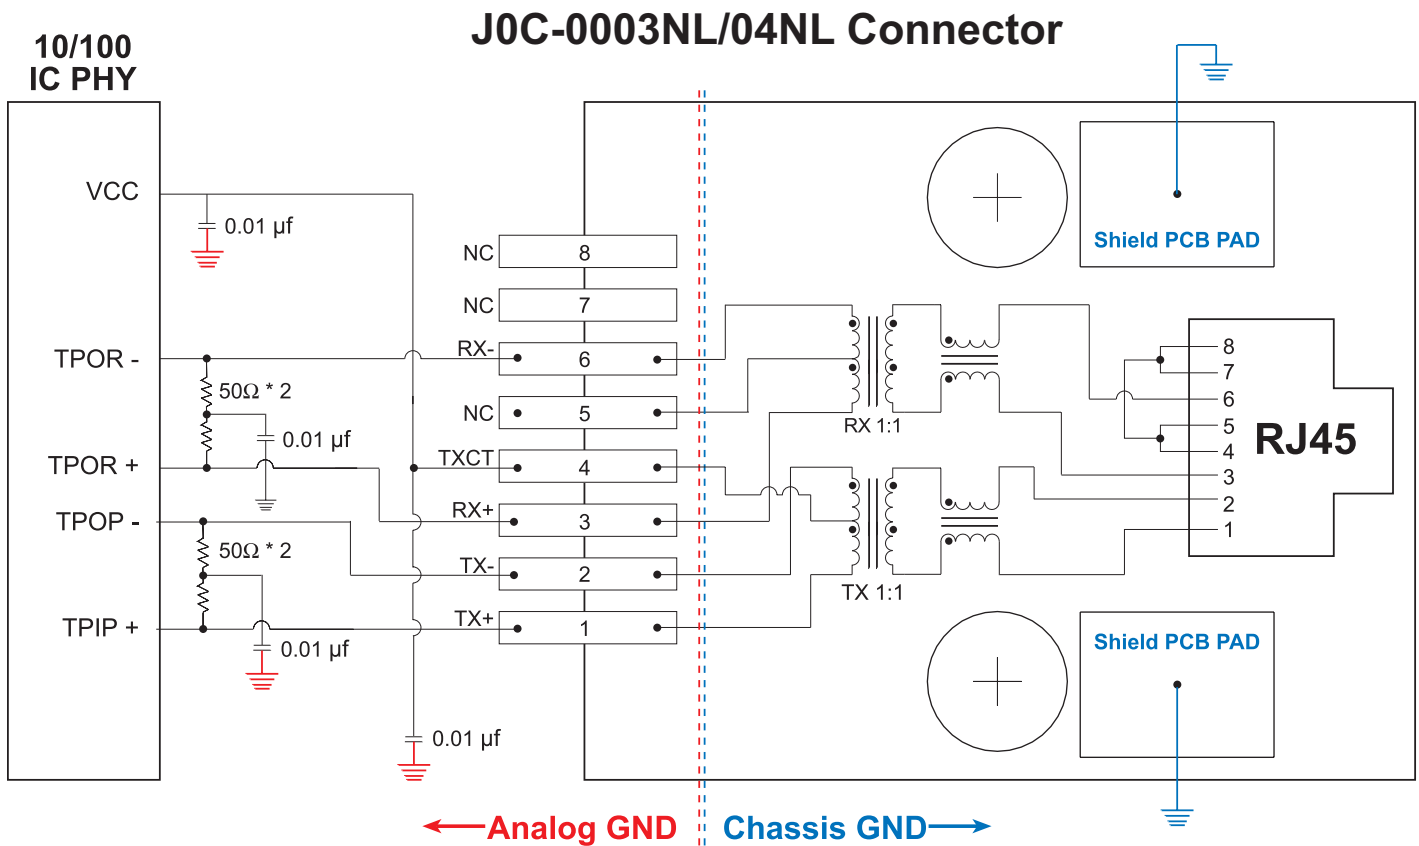 J0C-0003NL/04NL Connector
10/100
IC PHY
VCC
0.01 µf
TPOR -
50Ω * 2
0.01 µf
TPOR +
TPOP -
50Ω * 2
TPIP +
0.01 µf
0.01 µf
NC 8
NC 7
RX- 6
NC 5
TXCT 4
RX+ 3
TX- 2
TX+ 1
RX 1:1
TX 1:1
Shield PCB PAD
8
7
6
5
4
3
2
1
RJ45
Shield PCB PAD
Analog GND
Chassis GND